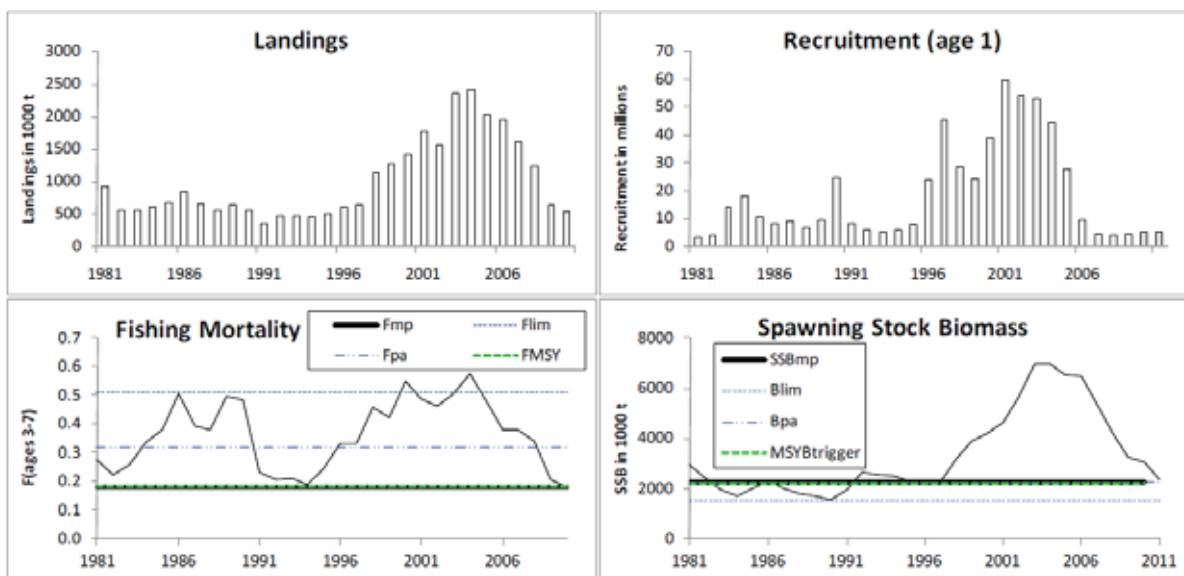 Landings
Landings in 1000 t
3000
2500
2000
1500
1000
500
0
1981 1986 1991 1996 2001 2006
Recruitment (age 1)
Recruitment in millions
70
60
50
40
30
20
10
0
1981 1986 1991 1996 2001 2006
Fishing Mortality
Fmp Flim
Fpa FMSY
F(ages 3-7)
0.7
0.6
0.5
0.4
0.3
0.2
0.1
0.0
1981 1986 1991 1996 2001 2006
Spawning Stock Biomass
SSBmp
Blim
Bpa
MSYBtrigger
SSB in 1000 t
8000
6000
4000
2000
0
1981 1986 1991 1996 2001 2006 2011